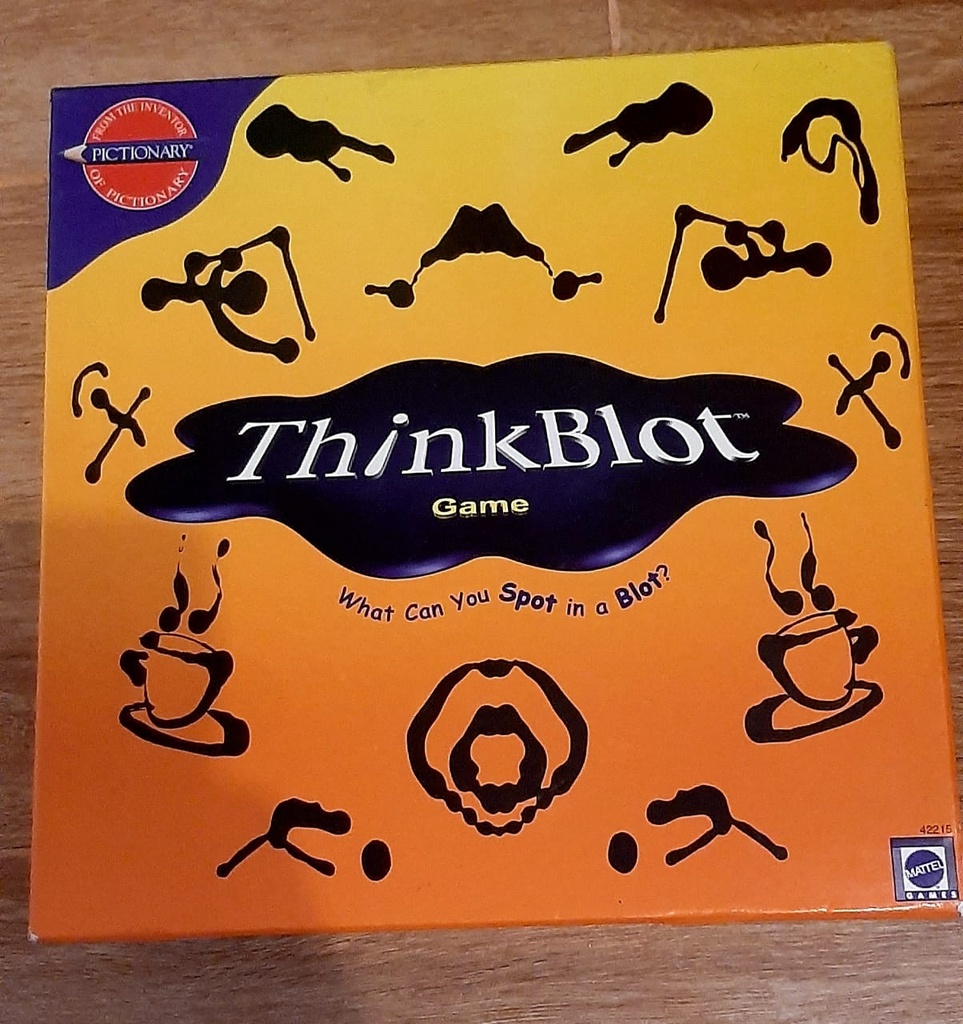 FROM THE INVENTOR
PICTIONARY®
OF PICTIONARY
ThinkBlot™
Game
What Can You Spot in a Blot?
42215
MATTEL
GAMES